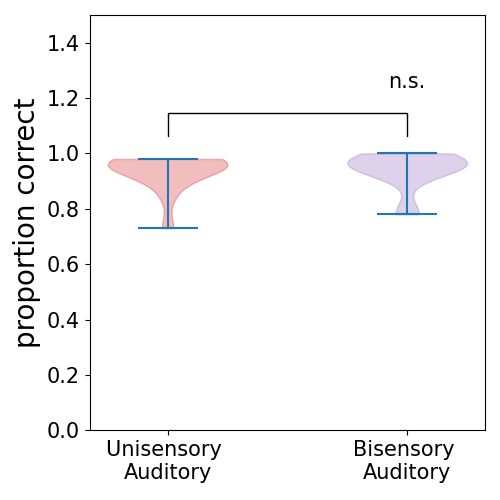 proportion correct
1.4
1.2
1.0
0.8
0.6
0.4
0.2
0.0
n.s.
Unisensory
Auditory
Bisensory
Auditory